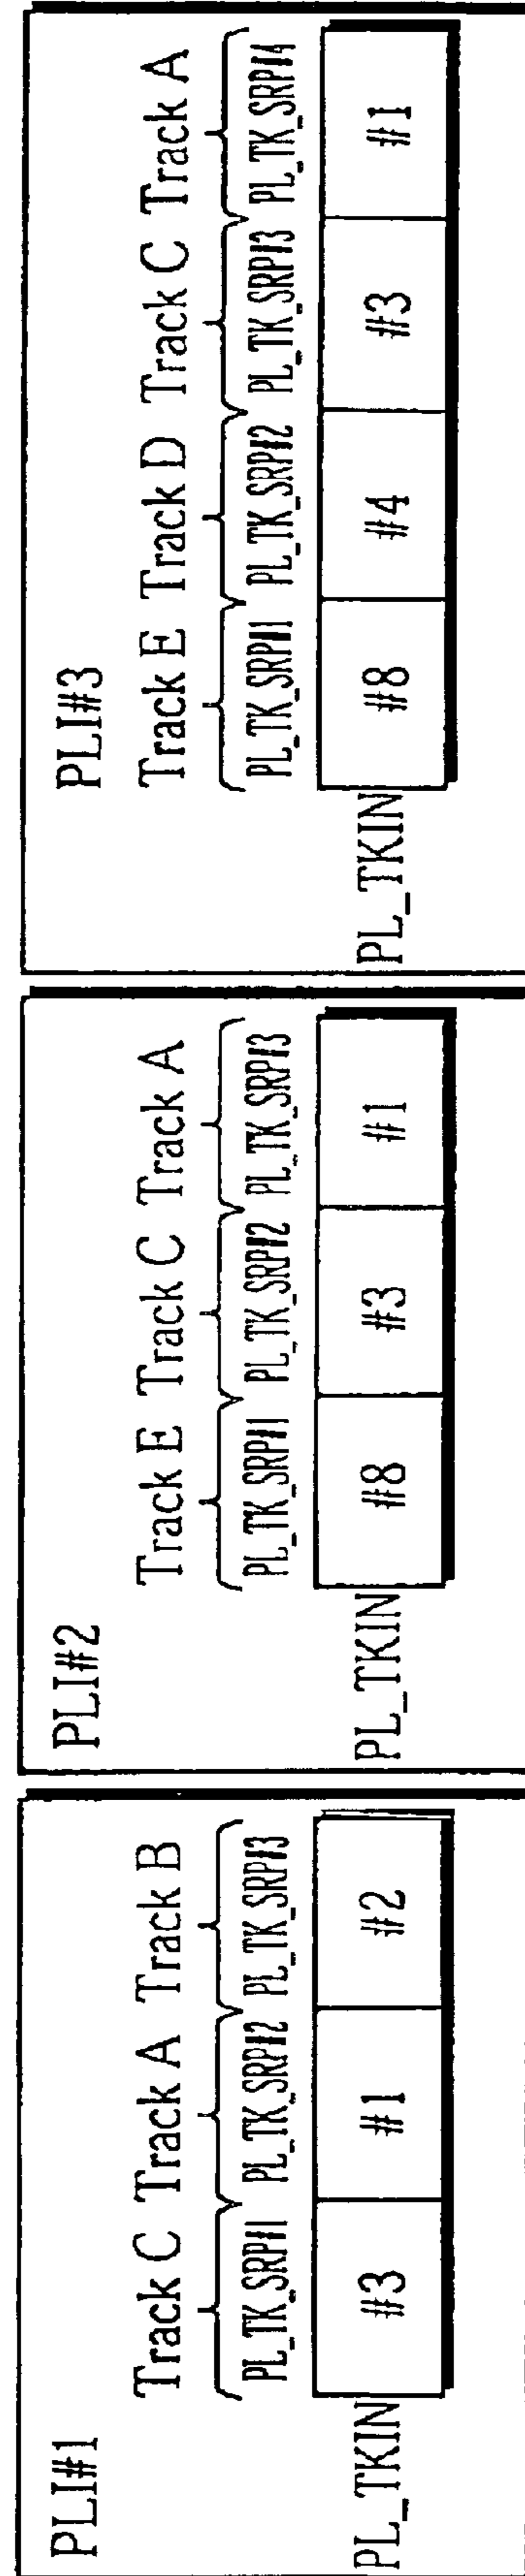 PLI#1
Track C Track A Track B
PL_TK_SRP#1 PL_TK_SRP#2 PL_TK_SRP#3
PL_TKIN #3 #1 #2
PLI#2
Track E Track C Track A
PL_TK_SRP#1 PL_TK_SRP#2 PL_TK_SRP#3
PL_TKIN #8 #3 #1
PLI#3
Track E Track D Track C Track A
PL_TK_SRP#1 PL_TK_SRP#2 PL_TK_SRP#3 PL_TK_SRP#4
PL_TKIN #8 #4 #3 #1